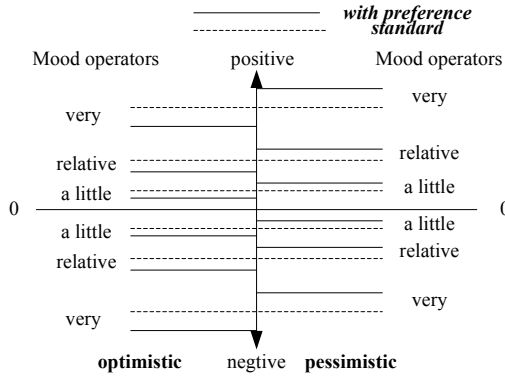 with preference
standard
Mood operators positive Mood operators
very very
relative relative
a little a little
0 0
a little a little
relative relative
very very
optimistic negtive pessimistic